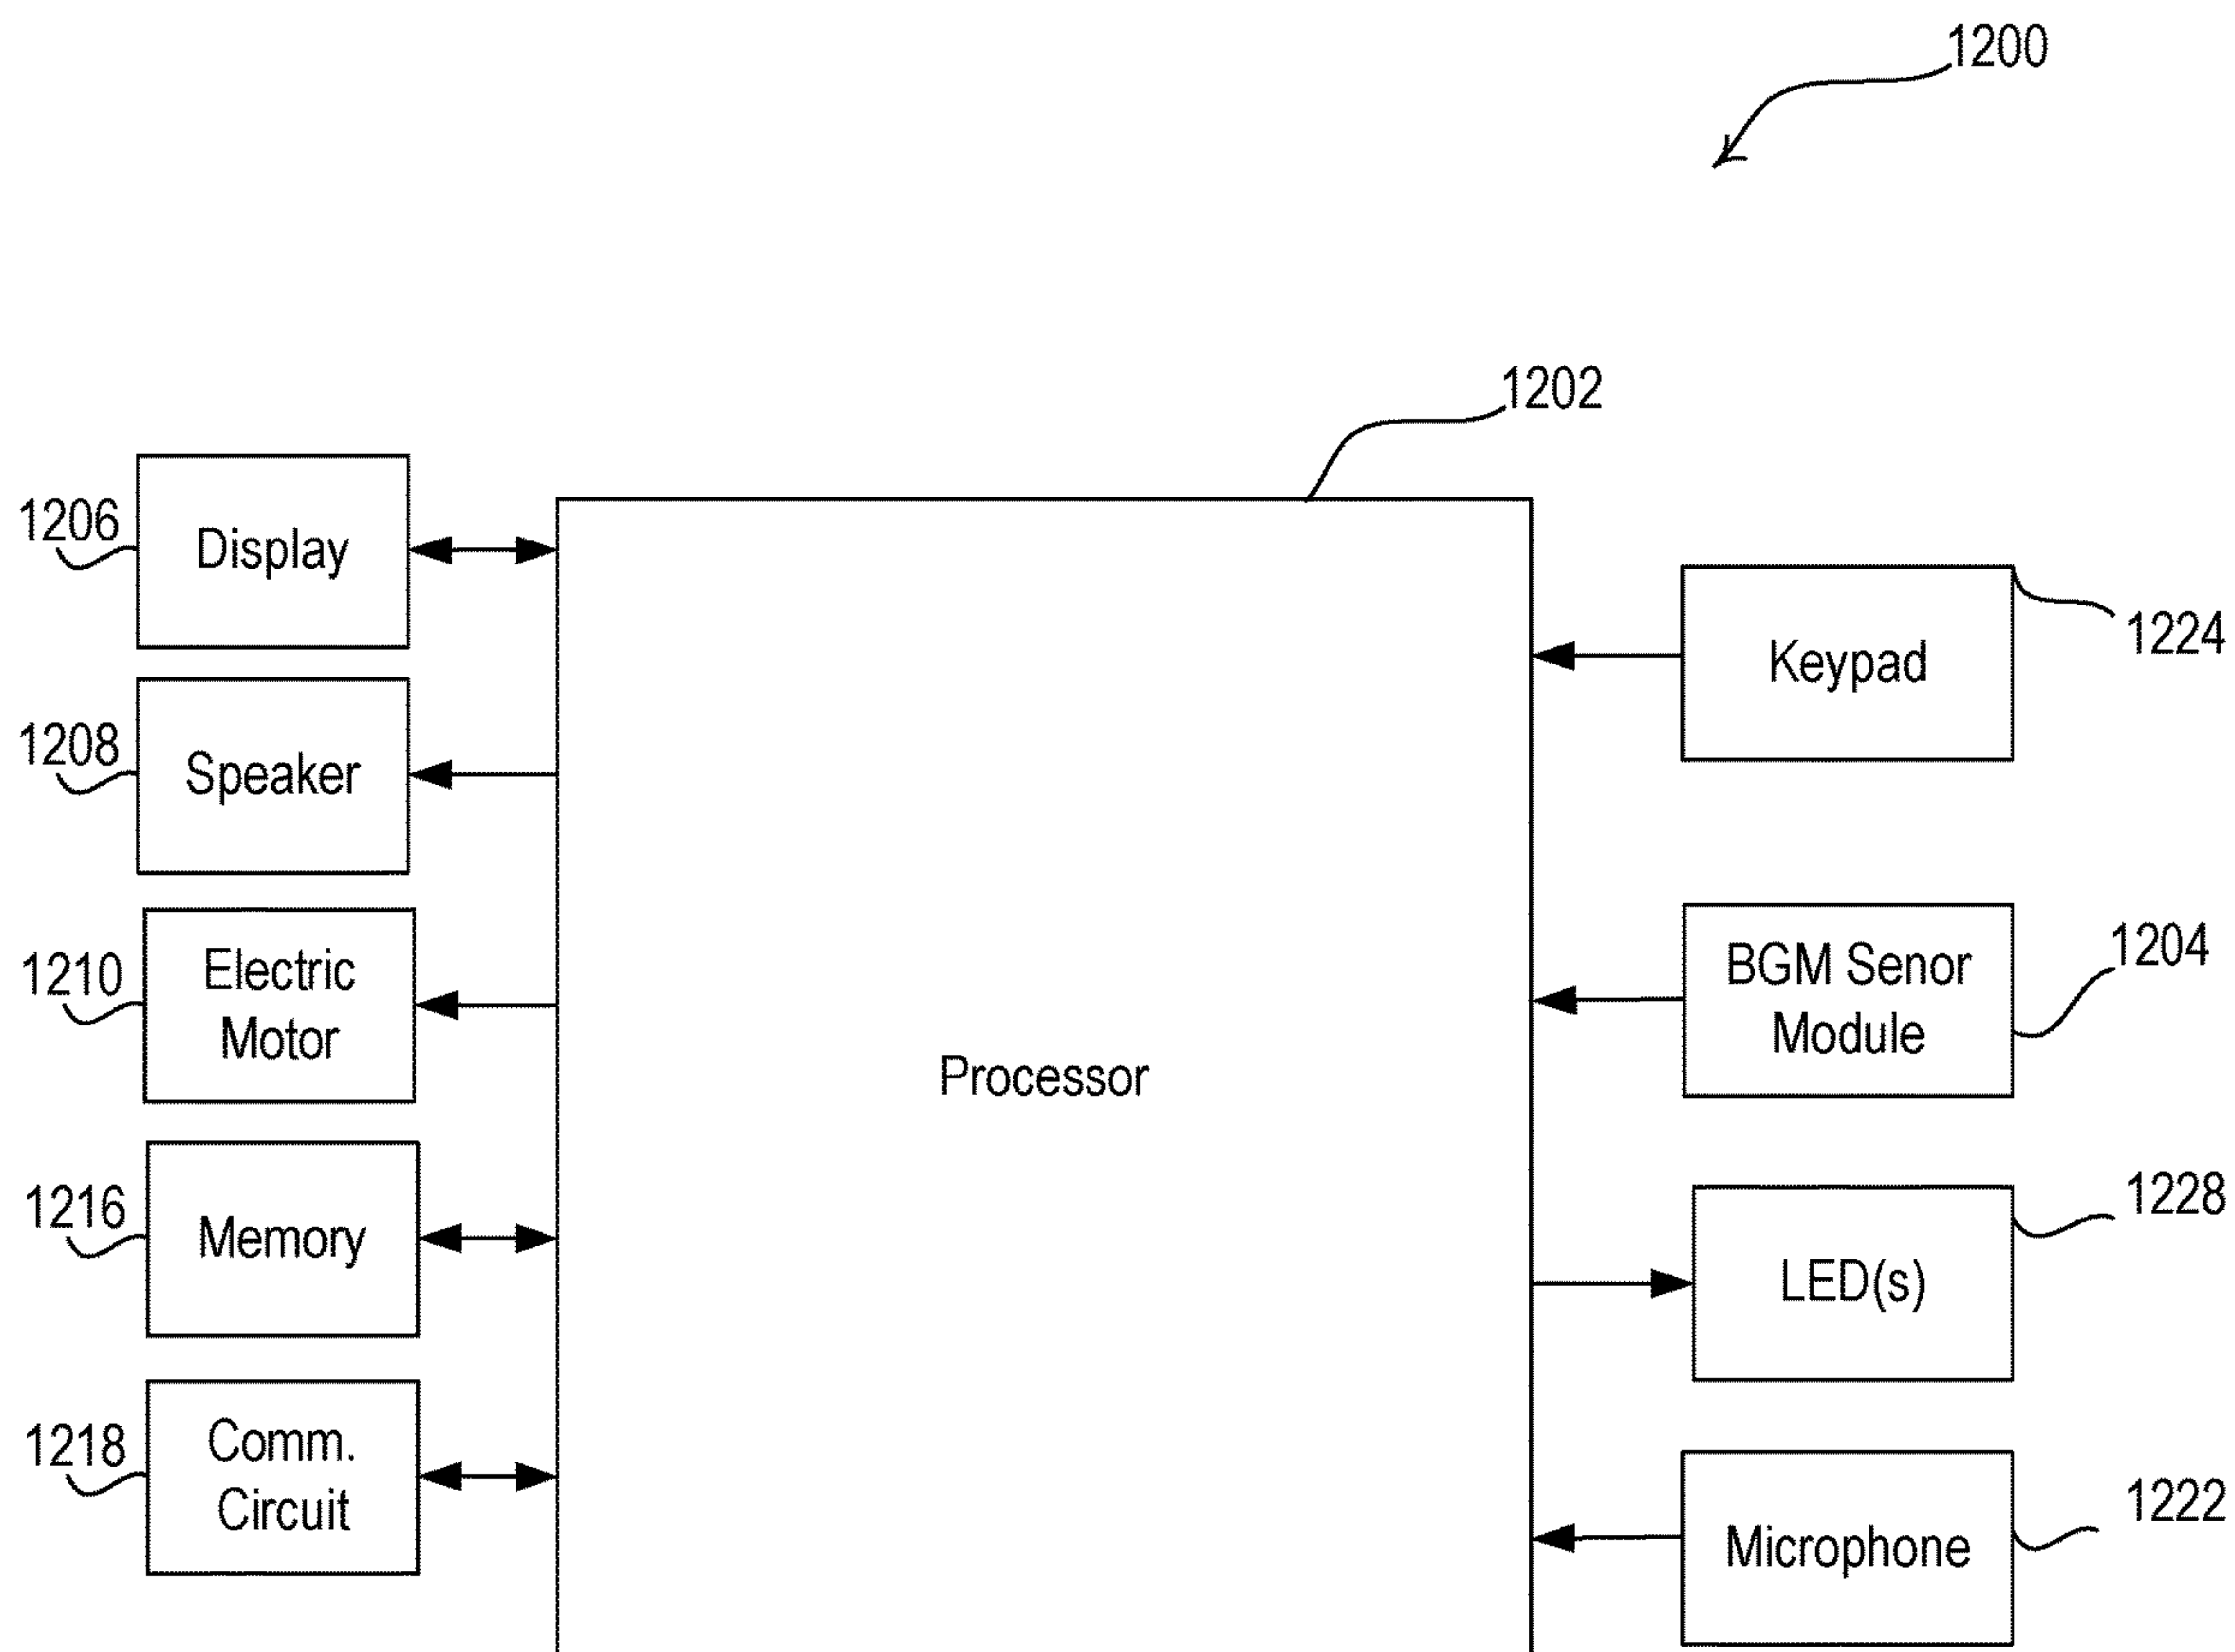 1200
1202
1206
Display
1208
Speaker
1210
Electric
Motor
1216
Memory
1218
Comm.
Circuit
Processor
Keypad
1224
BGM Senor
Module
1204
LED(s)
1228
Microphone
1222